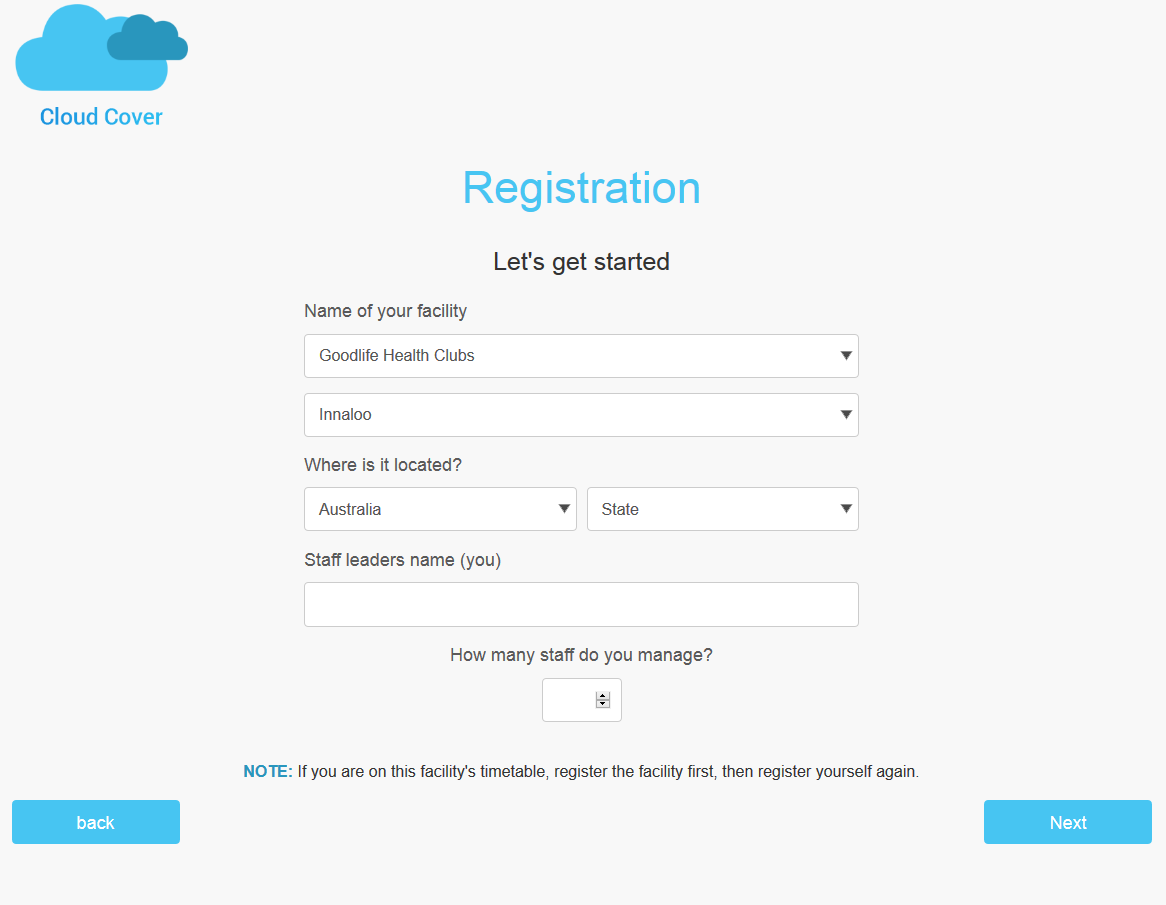 Cloud Cover
Registration
Let's get started
Name of your facility
Goodlife Health Clubs
Innaloo
Where is it located?
Australia State
Staff leaders name (you)
How many staff do you manage?
NOTE: If you are on this facility's timetable, register the facility first, then register yourself again.
back Next